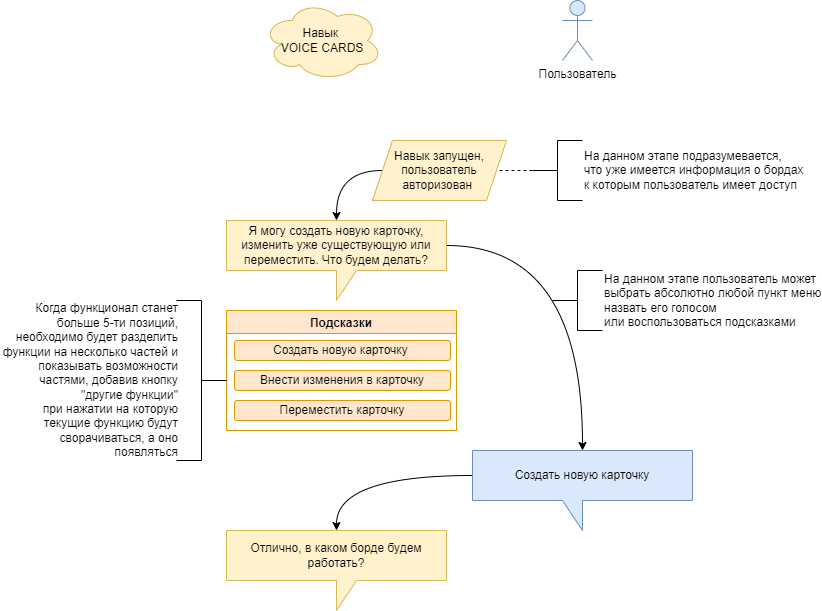 Навык
VOICE CARDS
Пользователь
Навык запущен,
пользователь
авторизован
На данном этапе подразумевается,
что уже имеется информация о бордах
к которым пользователь имеет доступ
Я могу создать новую карточку,
изменить уже существующую или
переместить. Что будем делать?
На данном этапе пользователь может
выбрать абсолютно любой пункт меню
назвать его голосом
или воспользоваться подсказками
Когда функционал станет
больше 5-ти позиций,
необходимо будет разделить
функции на несколько частей и
показывать возможности
частями, добавив кнопку
"другие функции"
при нажатии на которую
текущие функцию будут
сворачиваться, а оно
появляться
Подсказки
Создать новую карточку
Внести изменения в карточку
Переместить карточку
Создать новую карточку
Отлично, в каком борде будем
работать?